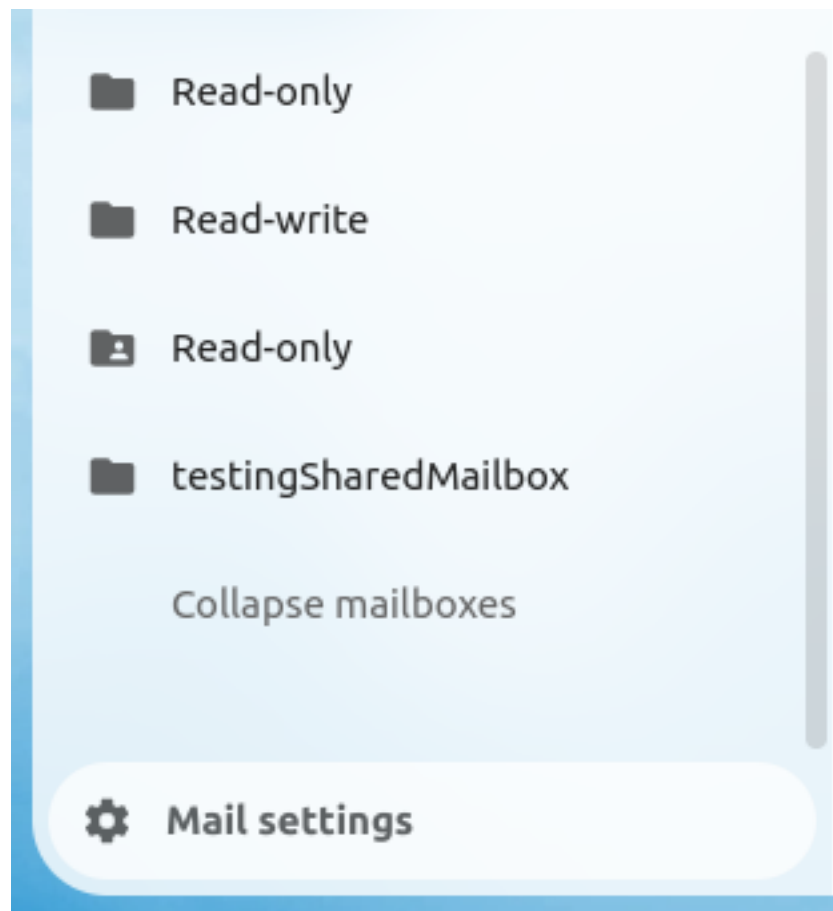 Read-only
Read-write
Read-only
testingSharedMailbox
Collapse mailboxes
Mail settings